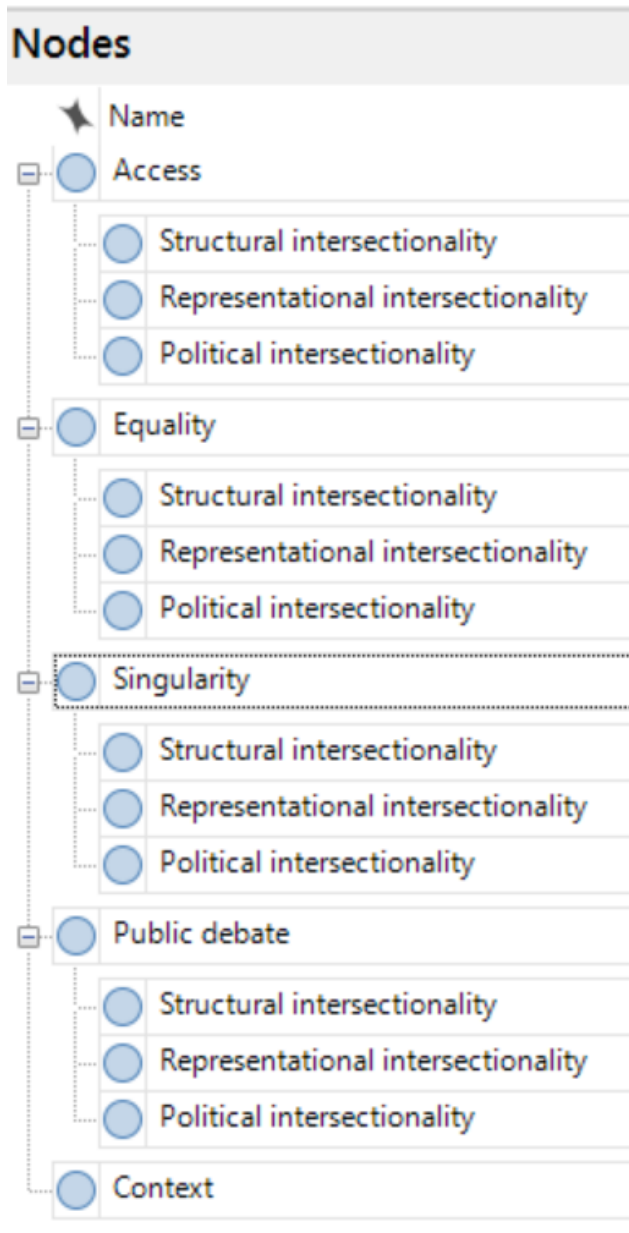 Nodes
Name
Access
Structural intersectionality
Representational intersectionality
Political intersectionality
Equality
Structural intersectionality
Representational intersectionality
Political intersectionality
Singularity
Structural intersectionality
Representational intersectionality
Political intersectionality
Public debate
Structural intersectionality
Representational intersectionality
Political intersectionality
Context